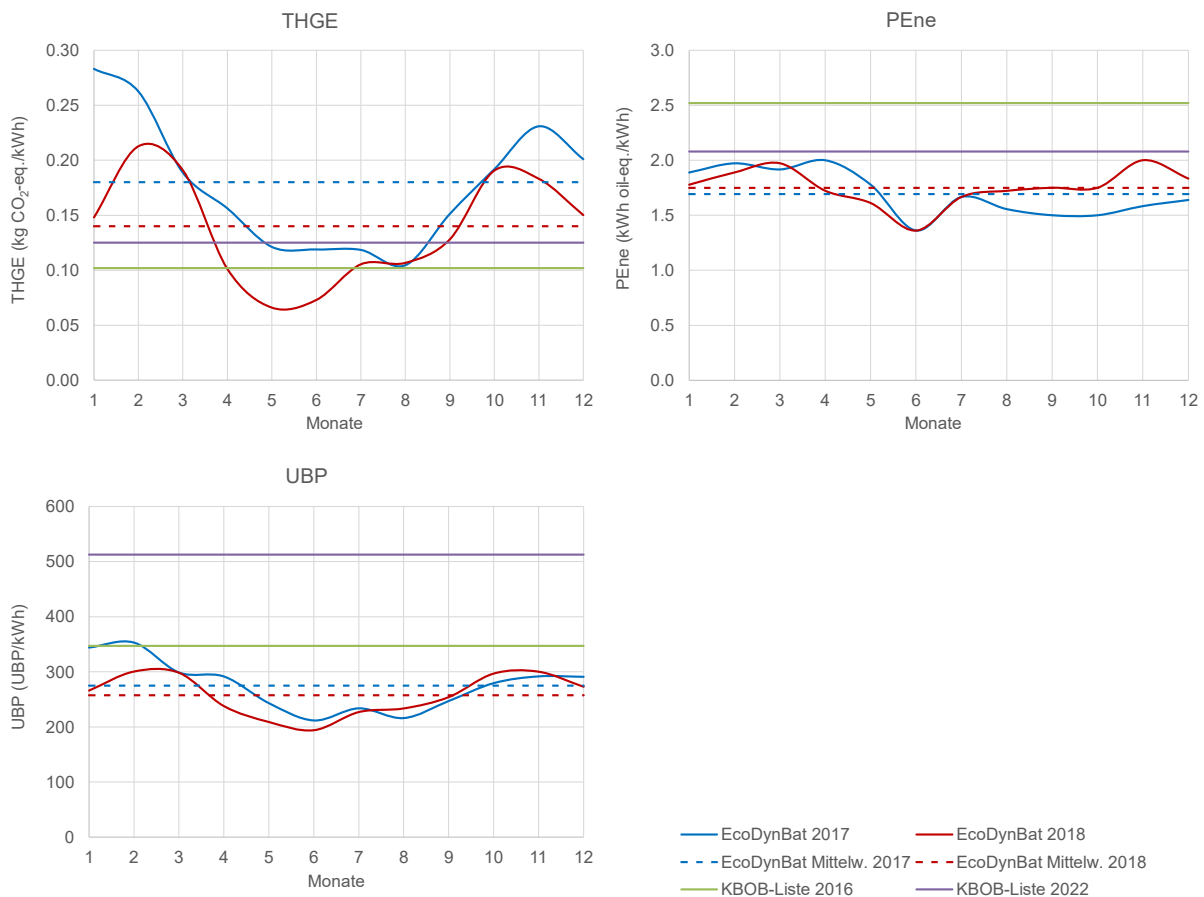 THGE
THGE (kg CO₂-eq./kWh)
0.30
0.25
0.20
0.15
0.10
0.05
0.00
1 2 3 4 5 6 7 8 9 10 11 12
Monate
PEne
PEne (kWh oil-eq./kWh)
3.0
2.5
2.0
1.5
1.0
0.5
0.0
1 2 3 4 5 6 7 8 9 10 11 12
Monate
UBP
UBP (UBP/kWh)
600
500
400
300
200
100
0
1 2 3 4 5 6 7 8 9 10 11 12
Monate
EcoDynBat 2017
EcoDynBat 2018
EcoDynBat Mittelw. 2017
EcoDynBat Mittelw. 2018
KBOB-Liste 2016
KBOB-Liste 2022